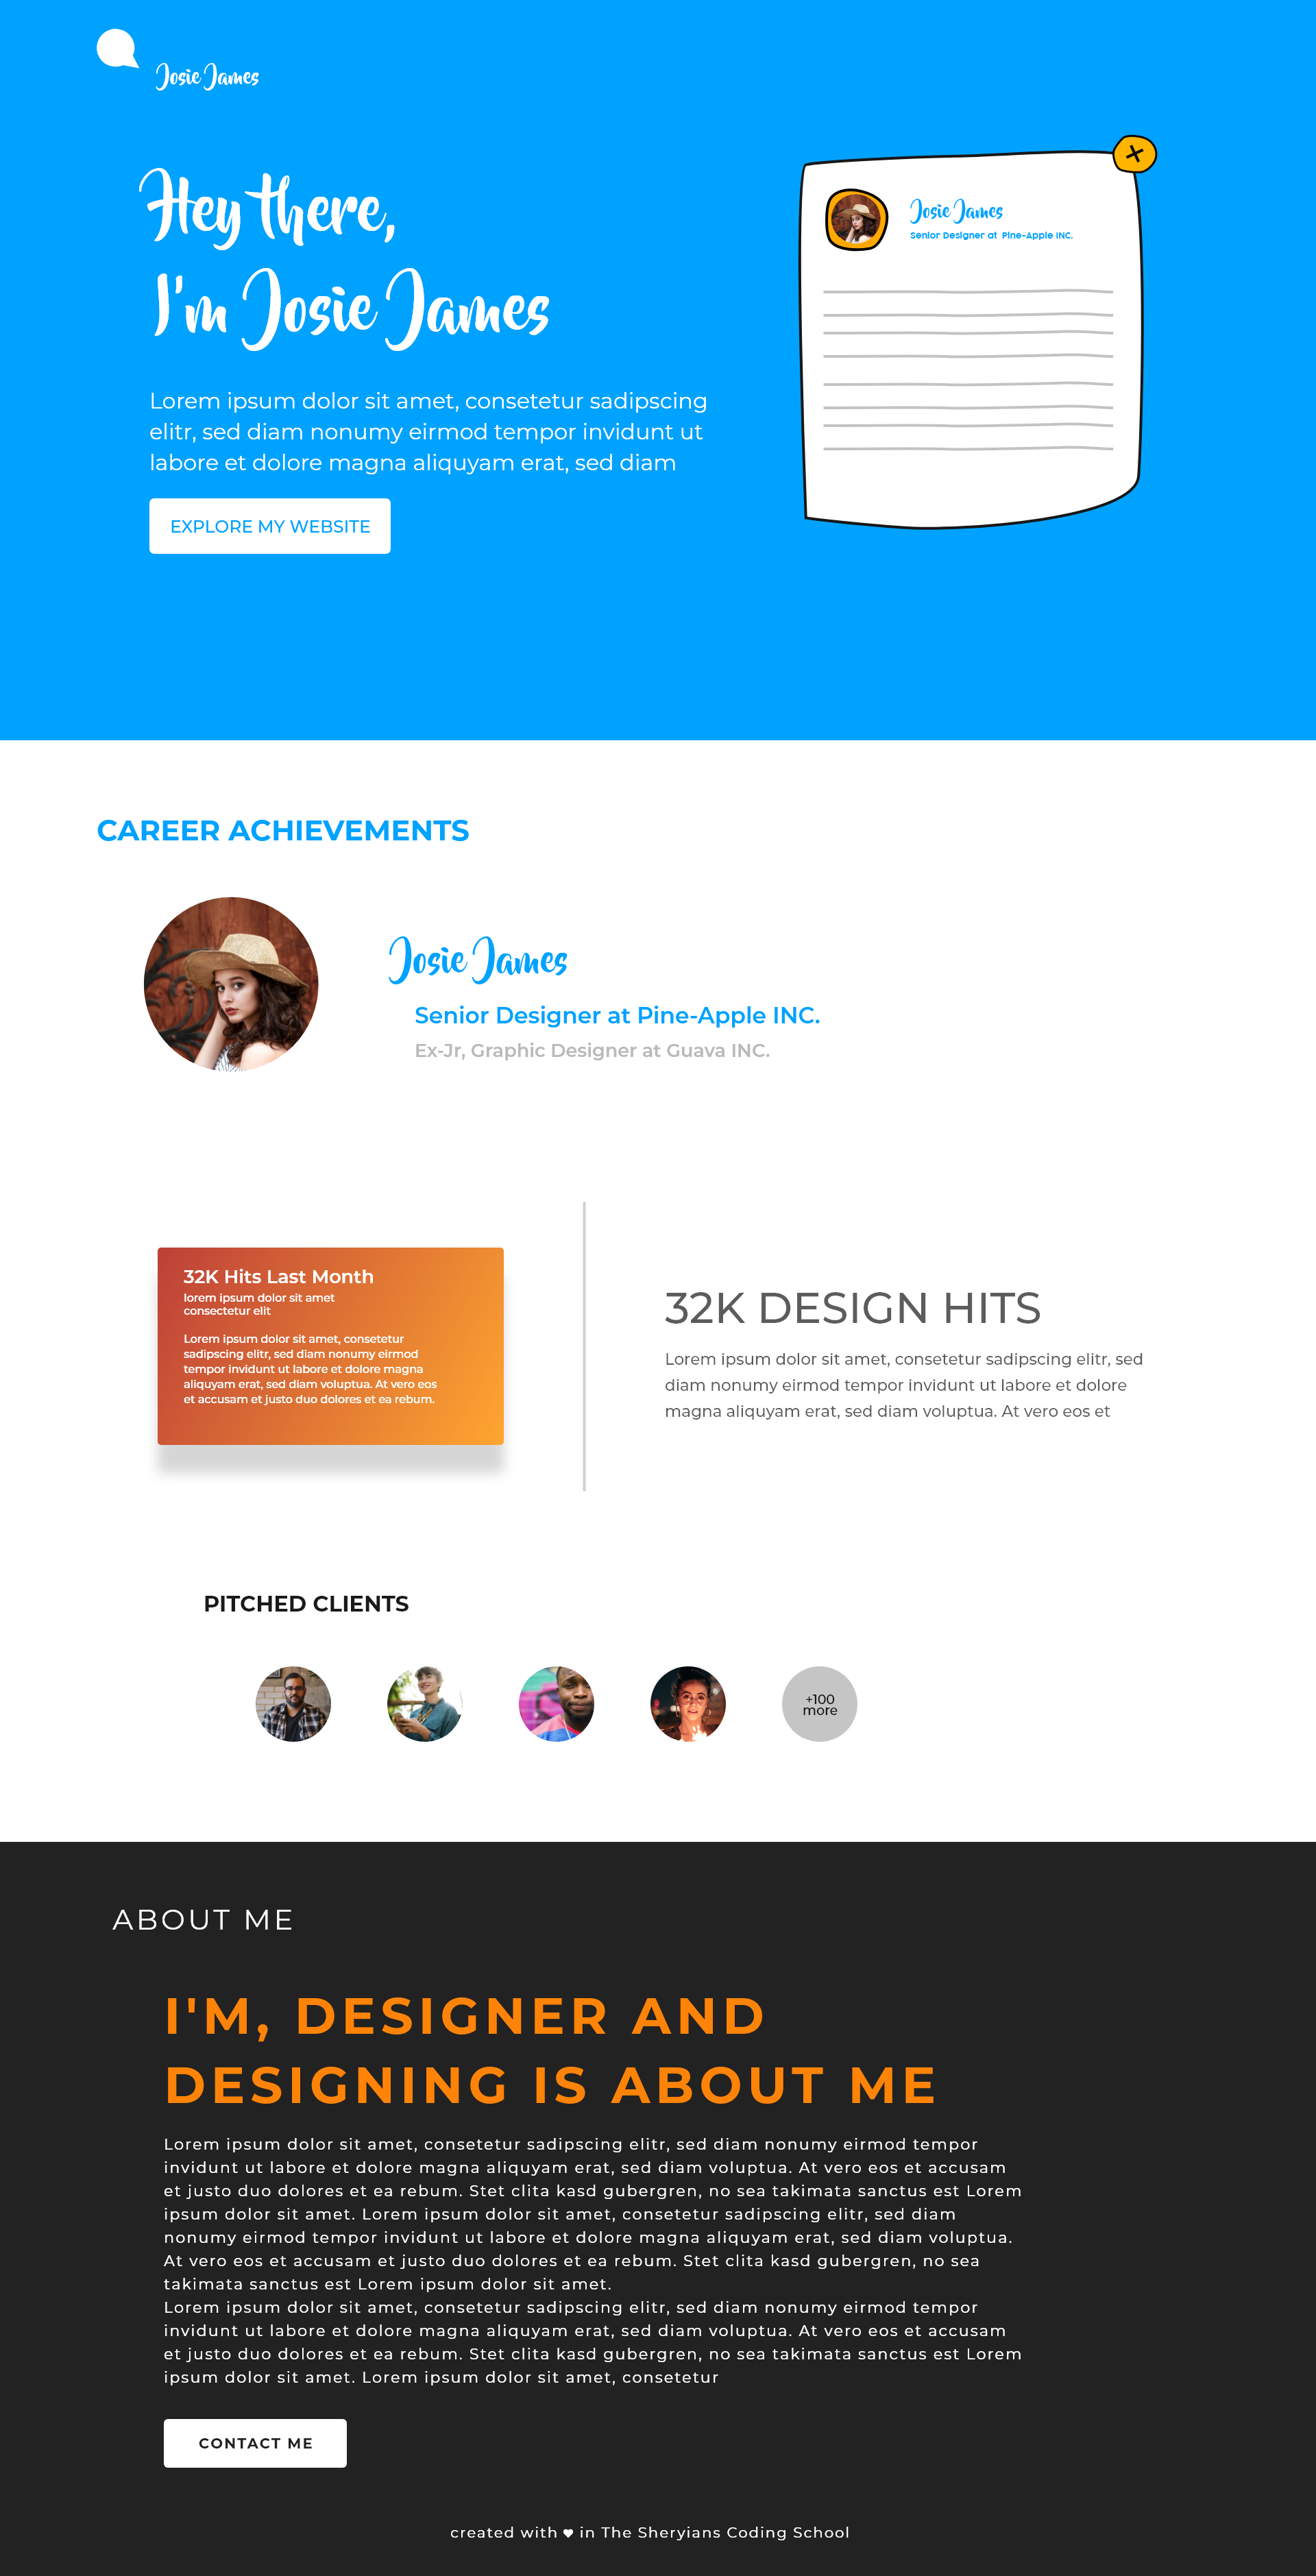 Josie James
Hey there,
I'm Josie James
Lorem ipsum dolor sit amet, consetetur sadipscing
elitr, sed diam nonumy eirmod tempor invidunt ut
labore et dolore magna aliquyam erat, sed diam
EXPLORE MY WEBSITE
Josie James
Senior Designer at Pine-Apple INC.
CAREER ACHIEVEMENTS
Josie James
Senior Designer at Pine-Apple INC.
Ex-Jr, Graphic Designer at Guava INC.
32K Hits Last Month
lorem ipsum dolor sit amet
consectetur elit
Lorem ipsum dolor sit amet, consetetur
sadipscing elitr, sed diam nonumy eirmod
tempor invidunt ut labore et dolore magna
aliquyam erat, sed diam voluptua. At vero eos
et accusam et justo duo dolores et ea rebum.
32K DESIGN HITS
Lorem ipsum dolor sit amet, consetetur sadipscing elitr, sed
diam nonumy eirmod tempor invidunt ut labore et dolore
magna aliquyam erat, sed diam voluptua. At vero eos et
PITCHED CLIENTS
+100
more
ABOUT ME
I'M, DESIGNER AND
DESIGNING IS ABOUT ME
Lorem ipsum dolor sit amet, consetetur sadipscing elitr, sed diam nonumy eirmod tempor
invidunt ut labore et dolore magna aliquyam erat, sed diam voluptua. At vero eos et accusam
et justo duo dolores et ea rebum. Stet clita kasd gubergren, no sea takimata sanctus est Lorem
ipsum dolor sit amet. Lorem ipsum dolor sit amet, consetetur sadipscing elitr, sed diam
nonumy eirmod tempor invidunt ut labore et dolore magna aliquyam erat, sed diam voluptua.
At vero eos et accusam et justo duo dolores et ea rebum. Stet clita kasd gubergren, no sea
takimata sanctus est Lorem ipsum dolor sit amet.
Lorem ipsum dolor sit amet, consetetur sadipscing elitr, sed diam nonumy eirmod tempor
invidunt ut labore et dolore magna aliquyam erat, sed diam voluptua. At vero eos et accusam
et justo duo dolores et ea rebum. Stet clita kasd gubergren, no sea takimata sanctus est Lorem
ipsum dolor sit amet. Lorem ipsum dolor sit amet, consetetur
CONTACT ME
created with ♥ in The Sheryians Coding School